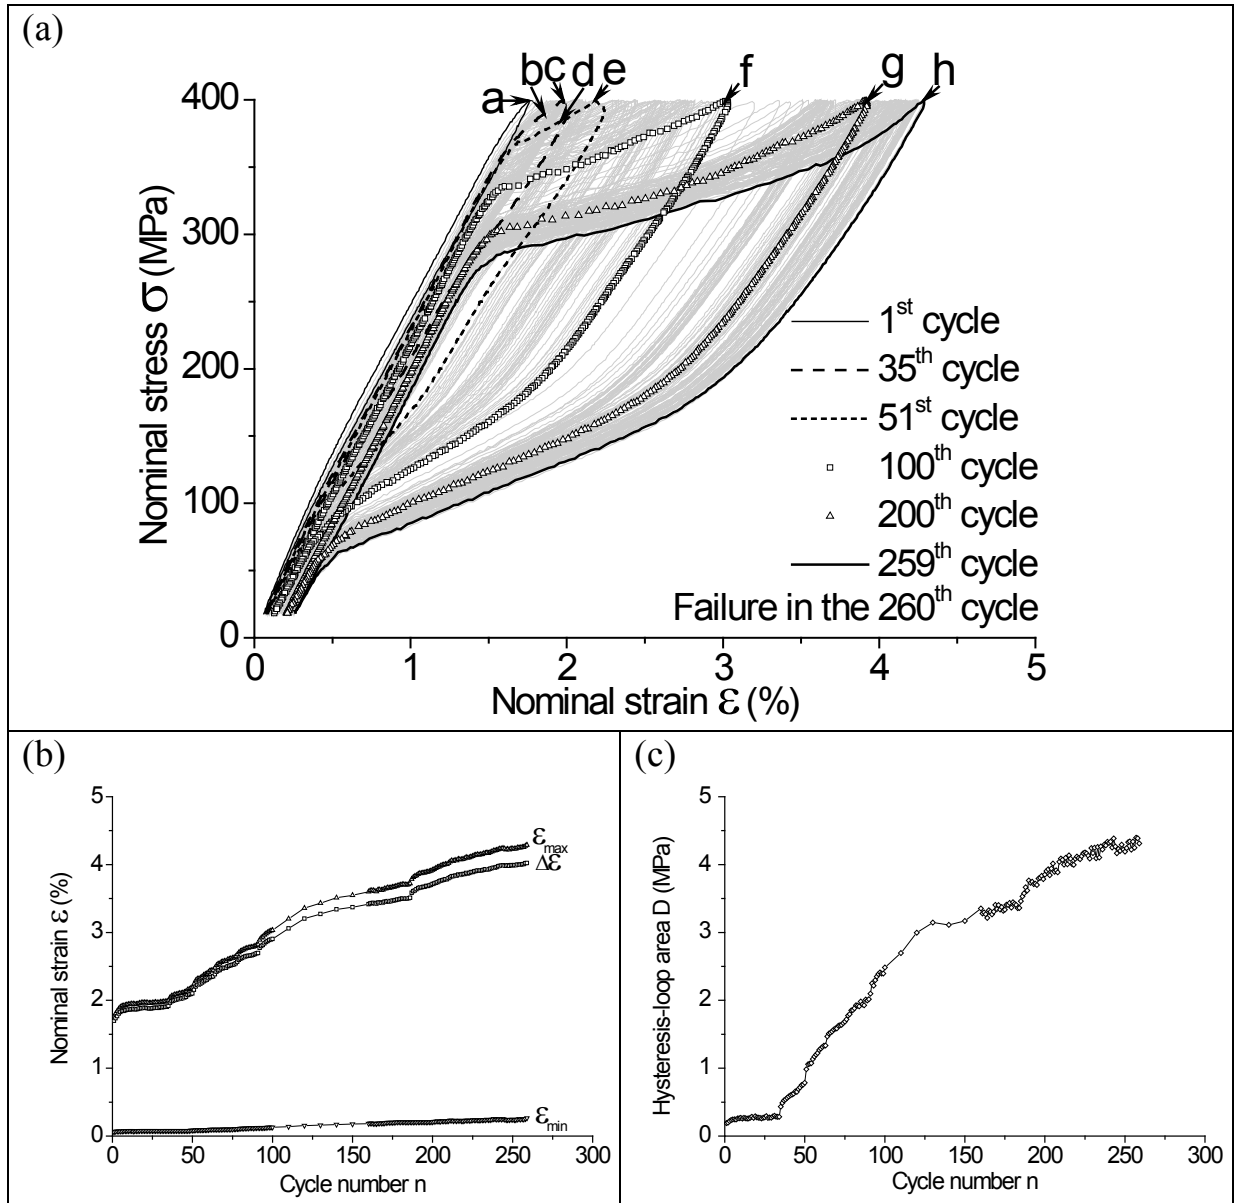 (a)
a b c d e f g h
400
300
200
100
0
Nominal stress σ (MPa)
1st cycle
35th cycle
51st cycle
100th cycle
200th cycle
259th cycle
Failure in the 260th cycle
0 1 2 3 4 5
Nominal strain ε (%)
(b)
5
4
3
2
1
0
Nominal strain ε (%)
εmax
Δε
εmin
0 50 100 150 200 250 300
Cycle number n
(c)
5
4
3
2
1
0
Hysteresis-loop area D (MPa)
0 50 100 150 200 250 300
Cycle number n